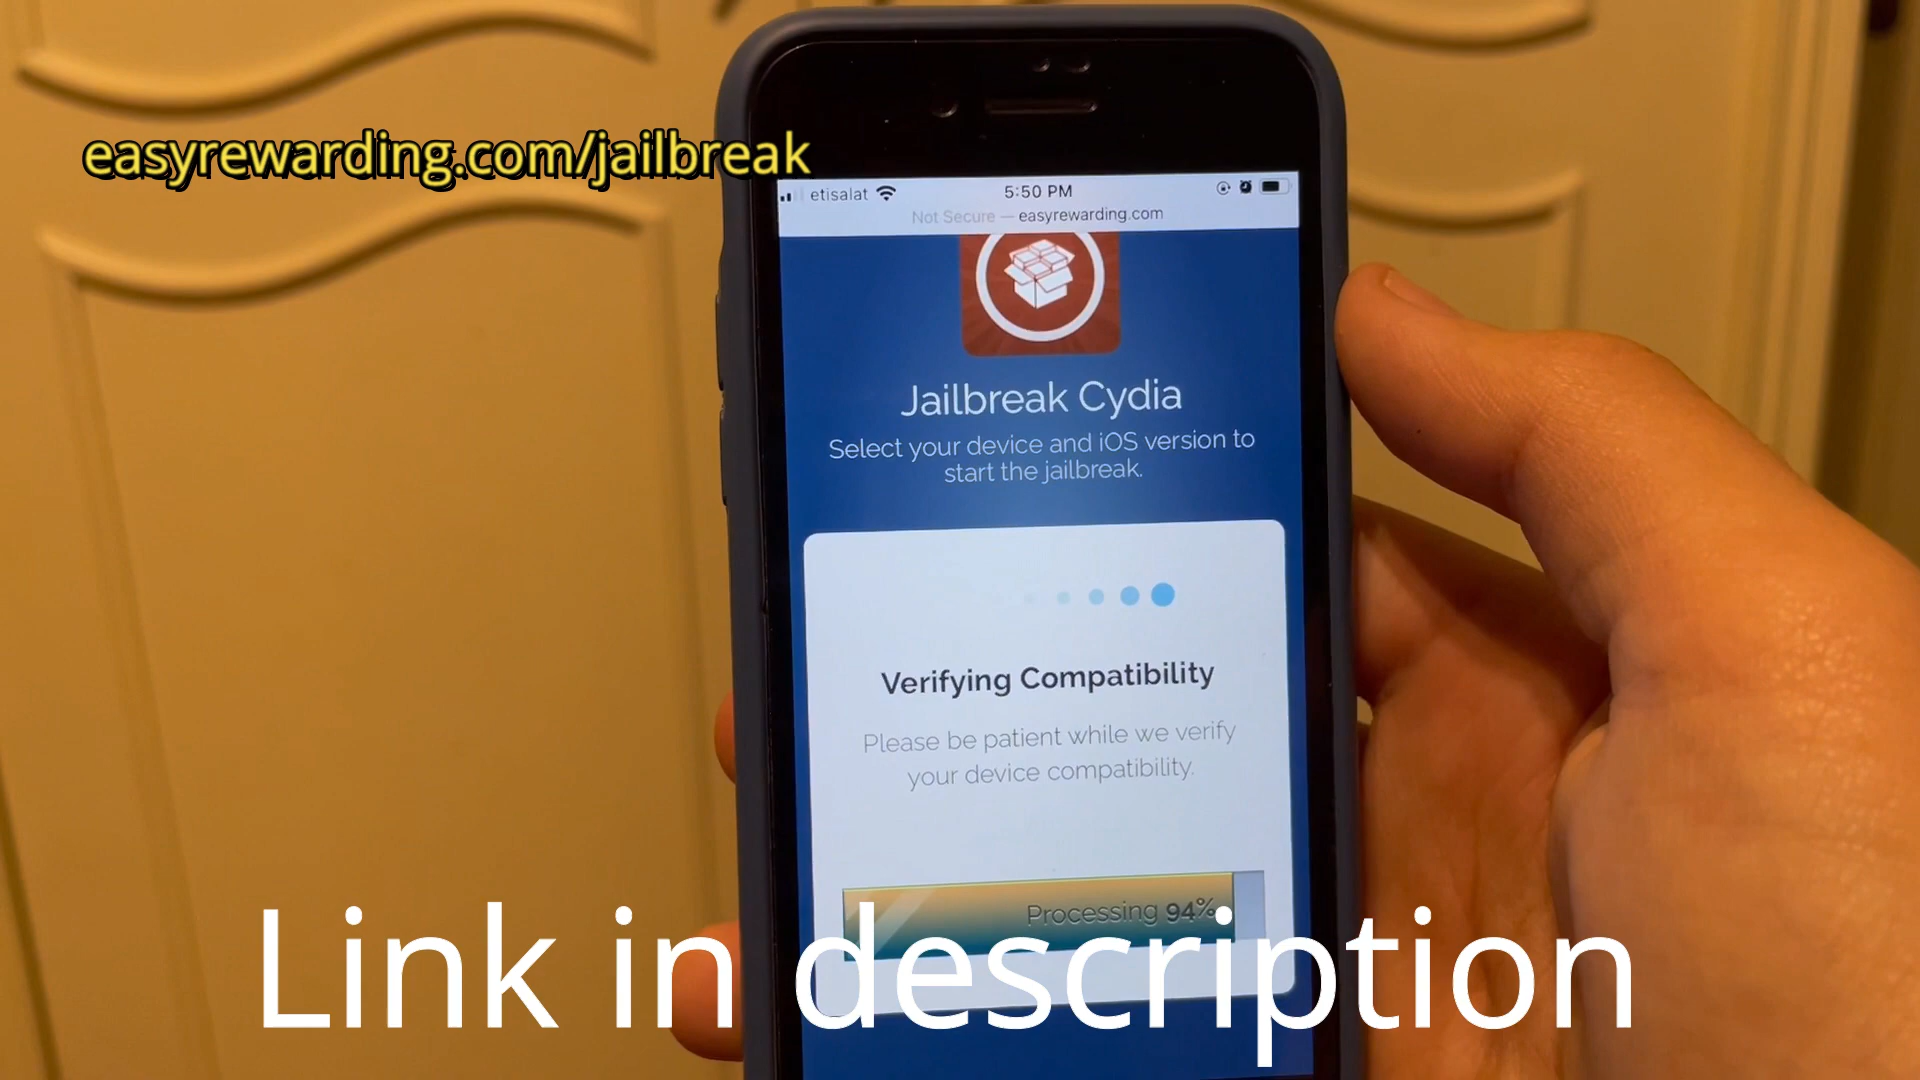 easyrewarding.com/jailbreak
etisalat 5:50 PM
Not Secure — easyrewarding.com
Jailbreak Cydia
Select your device and iOS version to
start the jailbreak.
Verifying Compatibility
Please be patient while we verify
your device compatibility.
Processing 94%
Link in description